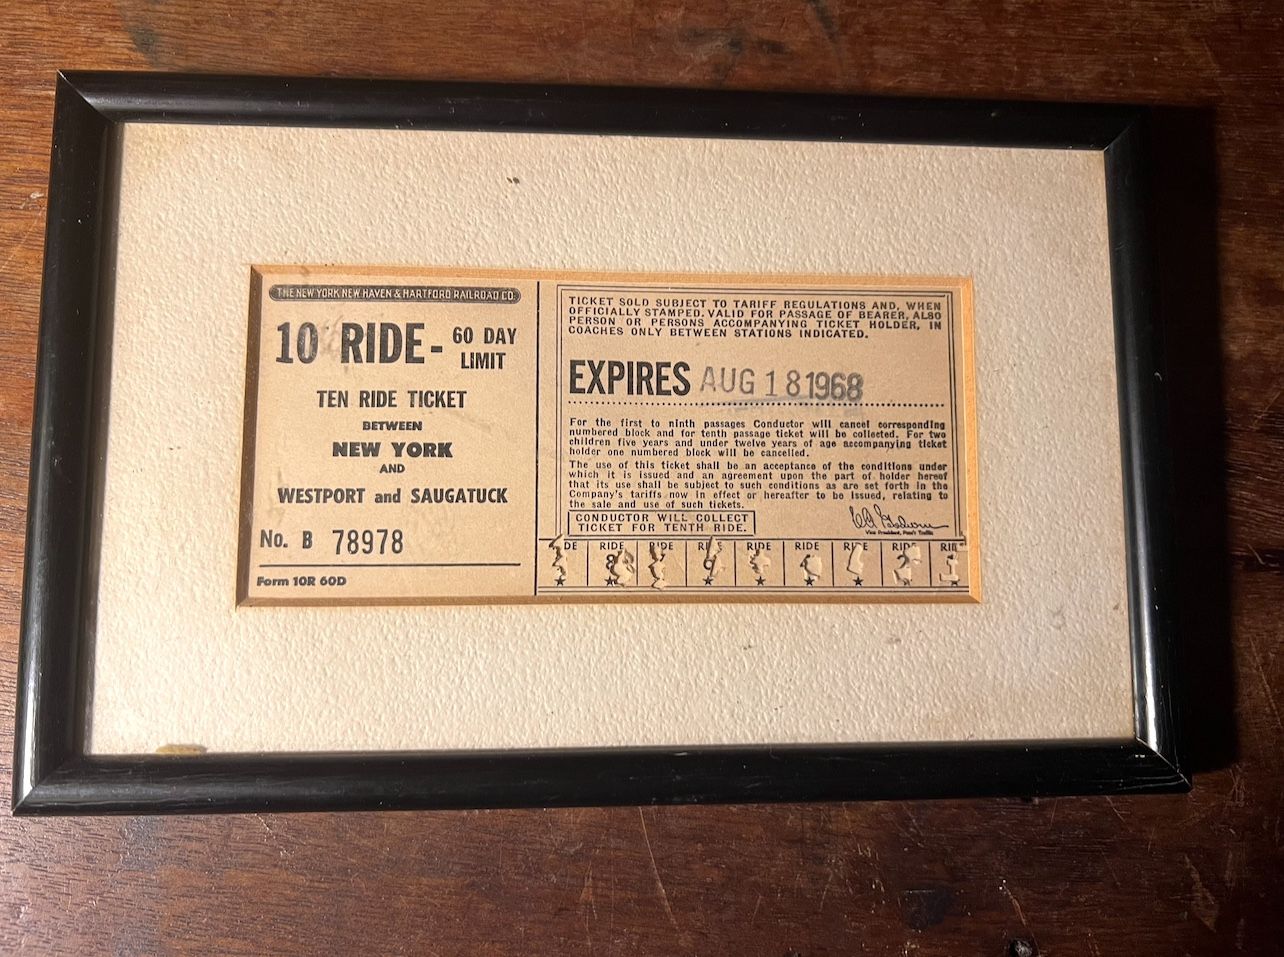 THE NEW YORK NEW HAVEN & HARTFORD RAILROAD CO.
10 RIDE - 60 DAY
LIMIT
TEN RIDE TICKET
BETWEEN
NEW YORK
AND
WESTPORT and SAUGATUCK
No. B 78978
Form 10R 60D
TICKET SOLD SUBJECT TO TARIFF REGULATIONS AND, WHEN
OFFICIALLY STAMPED, VALID FOR PASSAGE OF BEARER, ALSO
PERSON OR PERSONS ACCOMPANYING TICKET HOLDER, IN
COACHES ONLY BETWEEN STATIONS INDICATED.
EXPIRES AUG 18 1968
For the first to ninth passages Conductor will cancel corresponding
numbered block and for tenth passage ticket will be collected. For two
children five years and under twelve years of age accompanying ticket
holder one numbered block will be cancelled.
The use of this ticket shall be an acceptance of the conditions under
which it is issued and an agreement upon the part of holder hereof
that its use shall be subject to such conditions as are set forth in the
Company's tariffs now in effect or hereafter to be issued, relating to
the sale and use of such tickets.
CONDUCTOR WILL COLLECT
TICKET FOR TENTH RIDE.
Vice President, Pass'r Traffic
DE RIDE RIDE RIDE RIDE RIDE RIDE RIDE RID
8 2 1